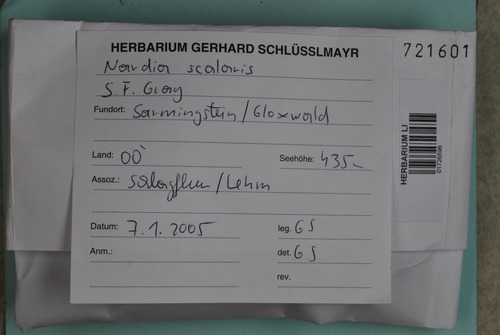 HERBARIUM GERHARD SCHLÜSSLMAYR
721601
Nardia scalaris
S. F. Gray
Fundort: Sarmingstein/Gloxwald
Land: OÖ
Seehöhe: 435-
Assoz.: /Lehm
Datum: 7.1.2005
leg. GS
Anm.:
det. GS
rev.
HERBARIUM LI
01726596